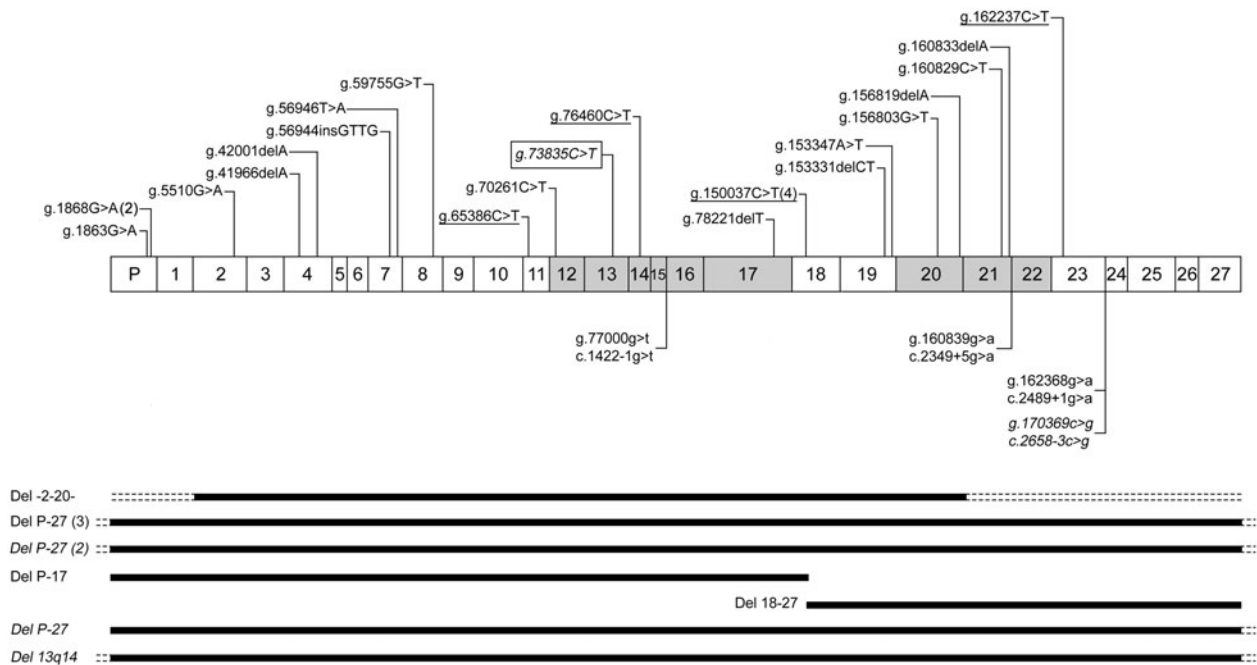 g.162237C>T
g.160833delA
g.160829C>T
g.59755G>T
g.156819delA
g.56946T>A
g.76460C>T
g.156803G>T
g.56944insGTTG
g.42001delA
g.73835C>T
g.153347A>T
g.41966delA
g.153331delCT
g.5510G>A
g.70261C>T
g.150037C>T(4)
g.1868G>A(2)
g.65386C>T
g.78221delT
g.1863G>A
P 1 2 3 4 5 6 7 8 9 10 11 12 13 14 15 16 17 18 19 20 21 22 23 24 25 26 27
g.77000g>t
c.1422-1g>t
g.160839g>a
c.2349+5g>a
g.162368g>a
c.2489+1g>a
g.170369c>g
c.2658-3c>g
Del -2-20-
Del P-27 (3)
Del P-27 (2)
Del P-17
Del 18-27
Del P-27
Del 13q14